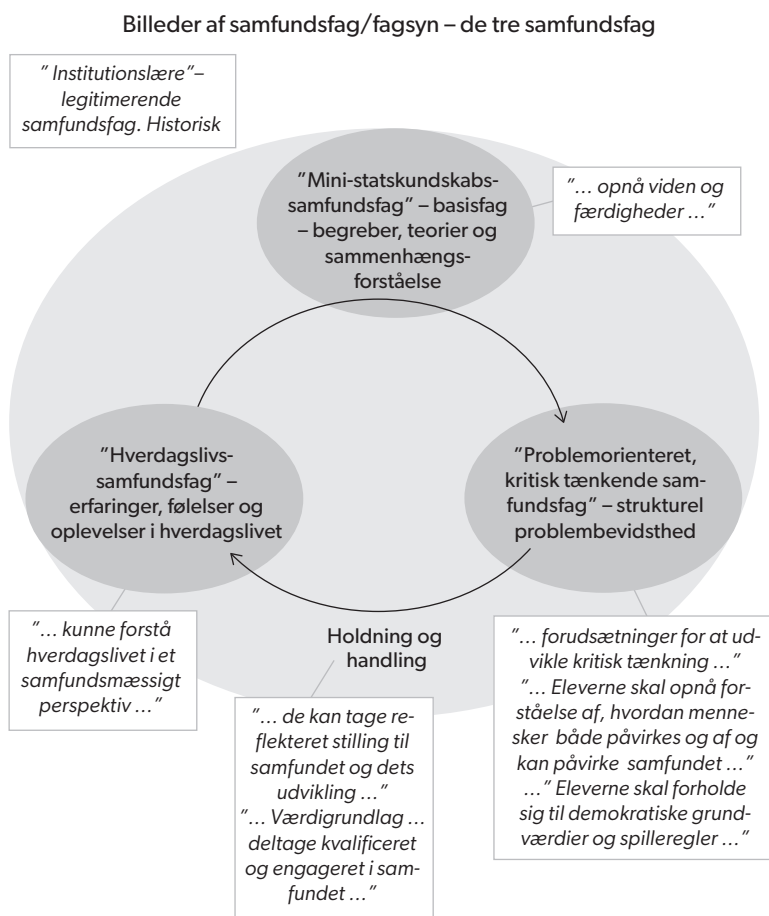 Billeder af samfundsfag/fagsyn – de tre samfundsfag
” Institutionslære”–
legitimerende
samfundsfag. Historisk
”Mini-statskundskabs-
samfundsfag” – basisfag
– begreber, teorier og
sammenhængs-
forståelse
”… opnå viden og
færdigheder …”
”Hverdagslivs-
samfundsfag” –
erfaringer, følelser og
oplevelser i hverdagslivet
”Problemorienteret,
kritisk tænkende sam-
fundsfag” – strukturel
problembevidsthed
”… kunne forstå
hverdagslivet i et
samfundsmæssigt
perspektiv …”
Holdning og
handling
”… de kan tage re-
flekteret stilling til
samfundet og dets
udvikling …”
”… Værdigrundlag …
deltage kvalificeret
og engageret i sam-
fundet …”
”… forudsætninger for at ud-
vikle kritisk tænkning …”
”… Eleverne skal opnå for-
ståelse af, hvordan menne-
sker både påvirkes og af og
kan påvirke samfundet …”
…” Eleverne skal forholde
sig til demokratiske grund-
værdier og spilleregler …”